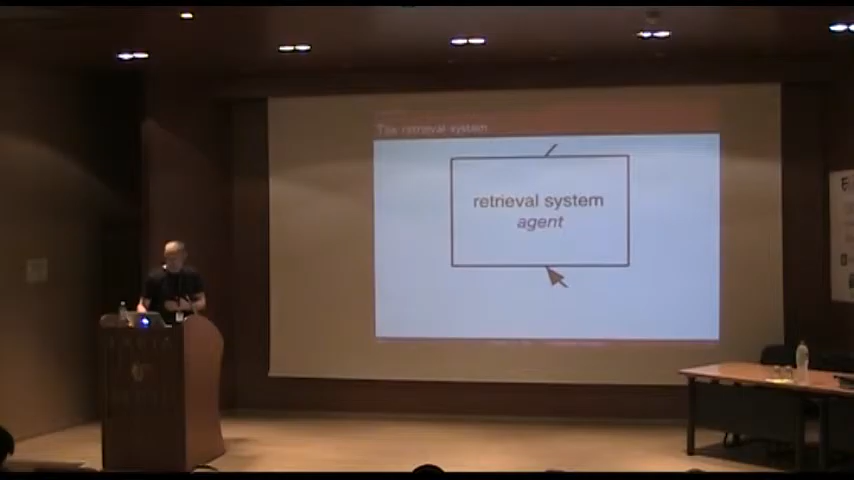 The retrieval system
retrieval system
agent